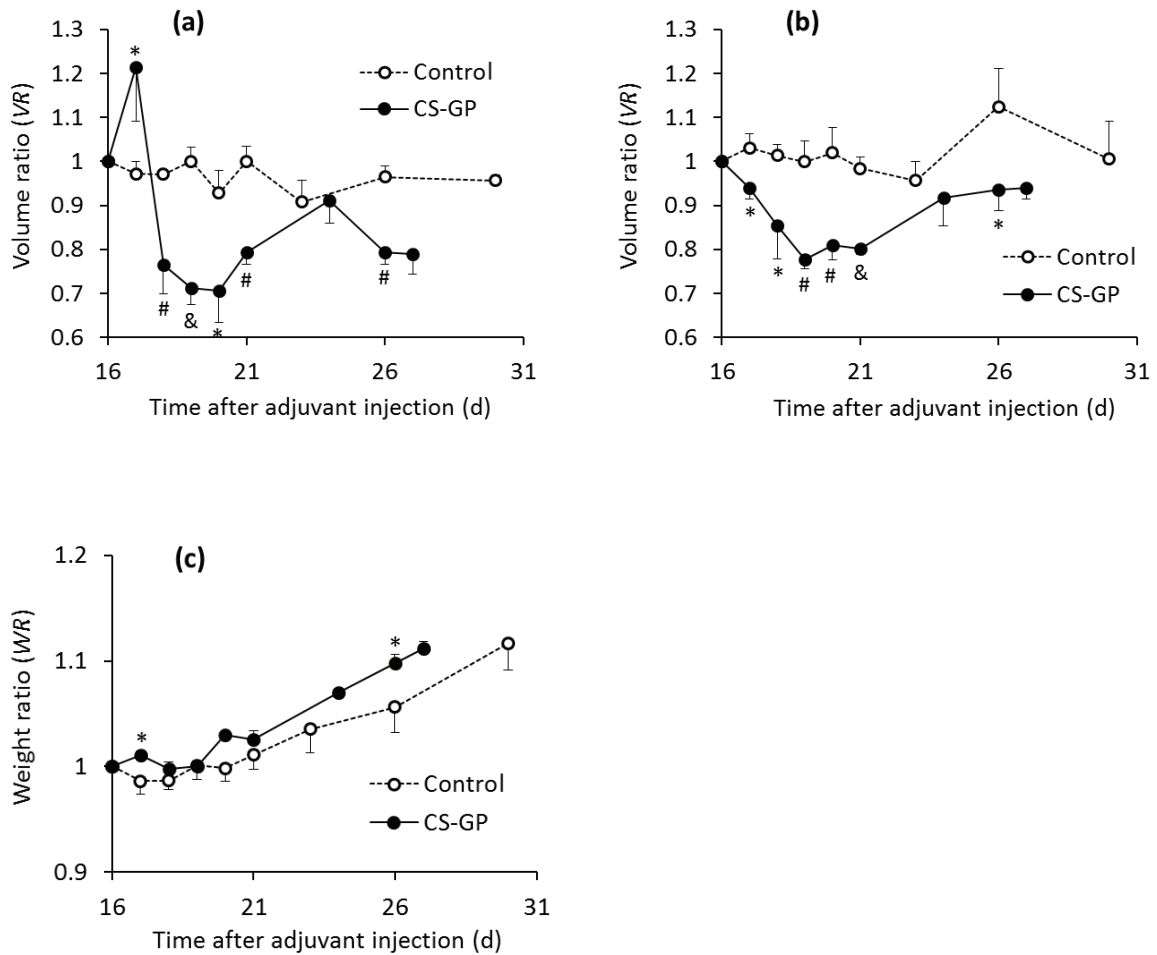 (a)
1.3
1.2
1.1
1
0.9
0.8
0.7
0.6
Volume ratio (VR)
*
#
&
*
#
#
Control
CS-GP
16 21 26 31
Time after adjuvant injection (d)
(b)
1.3
1.2
1.1
1
0.9
0.8
0.7
0.6
Volume ratio (VR)
*
*
#
#
&
*
Control
CS-GP
16 21 26 31
Time after adjuvant injection (d)
(c)
1.2
1.1
1
0.9
Weight ratio (WR)
*
*
Control
CS-GP
16 21 26 31
Time after adjuvant injection (d)